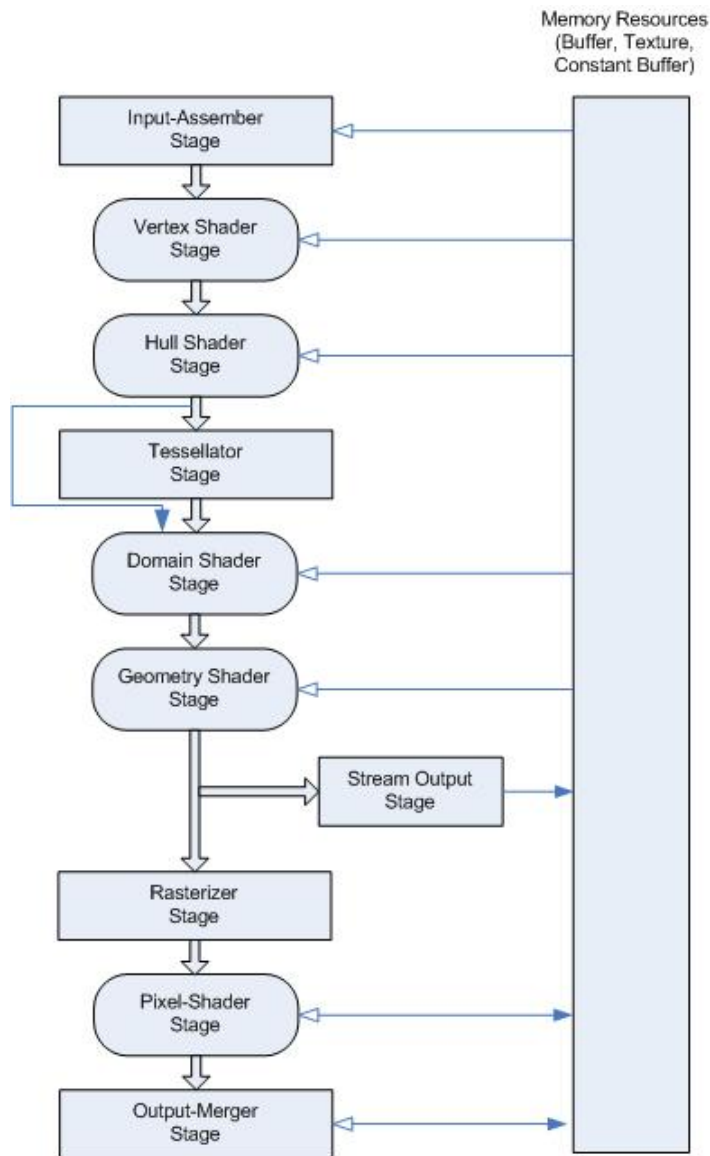 Memory Resources
(Buffer, Texture,
Constant Buffer)
Input-Assember
Stage
Vertex Shader
Stage
Hull Shader
Stage
Tessellator
Stage
Domain Shader
Stage
Geometry Shader
Stage
Stream Output
Stage
Rasterizer
Stage
Pixel-Shader
Stage
Output-Merger
Stage